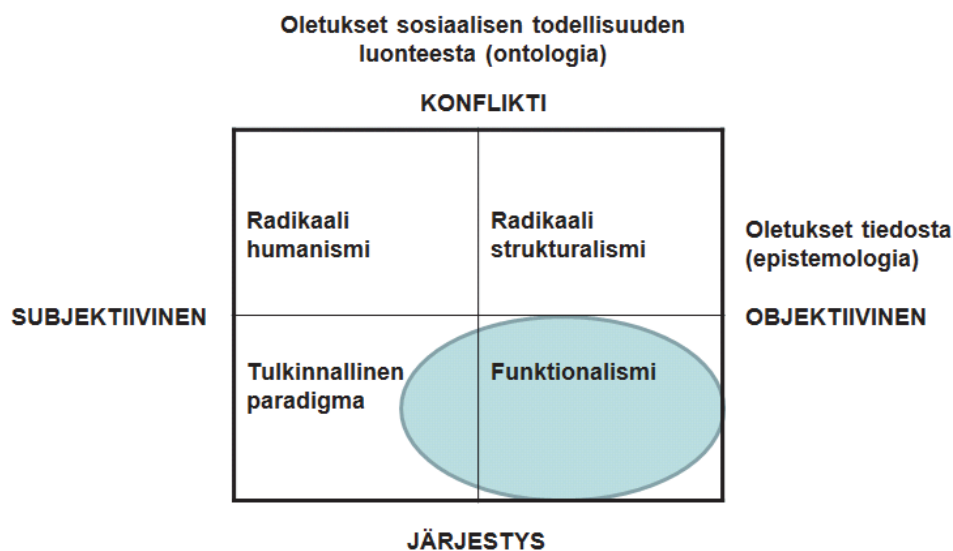 Oletukset sosiaalisen todellisuuden
luonteesta (ontologia)
KONFLIKTI
Radikaali
humanismi
Radikaali
strukturalismi
Oletukset tiedosta
(epistemologia)
SUBJEKTIIVINEN
OBJEKTIIVINEN
Tulkinnallinen
paradigma
Funktionalismi
JÄRJESTYS